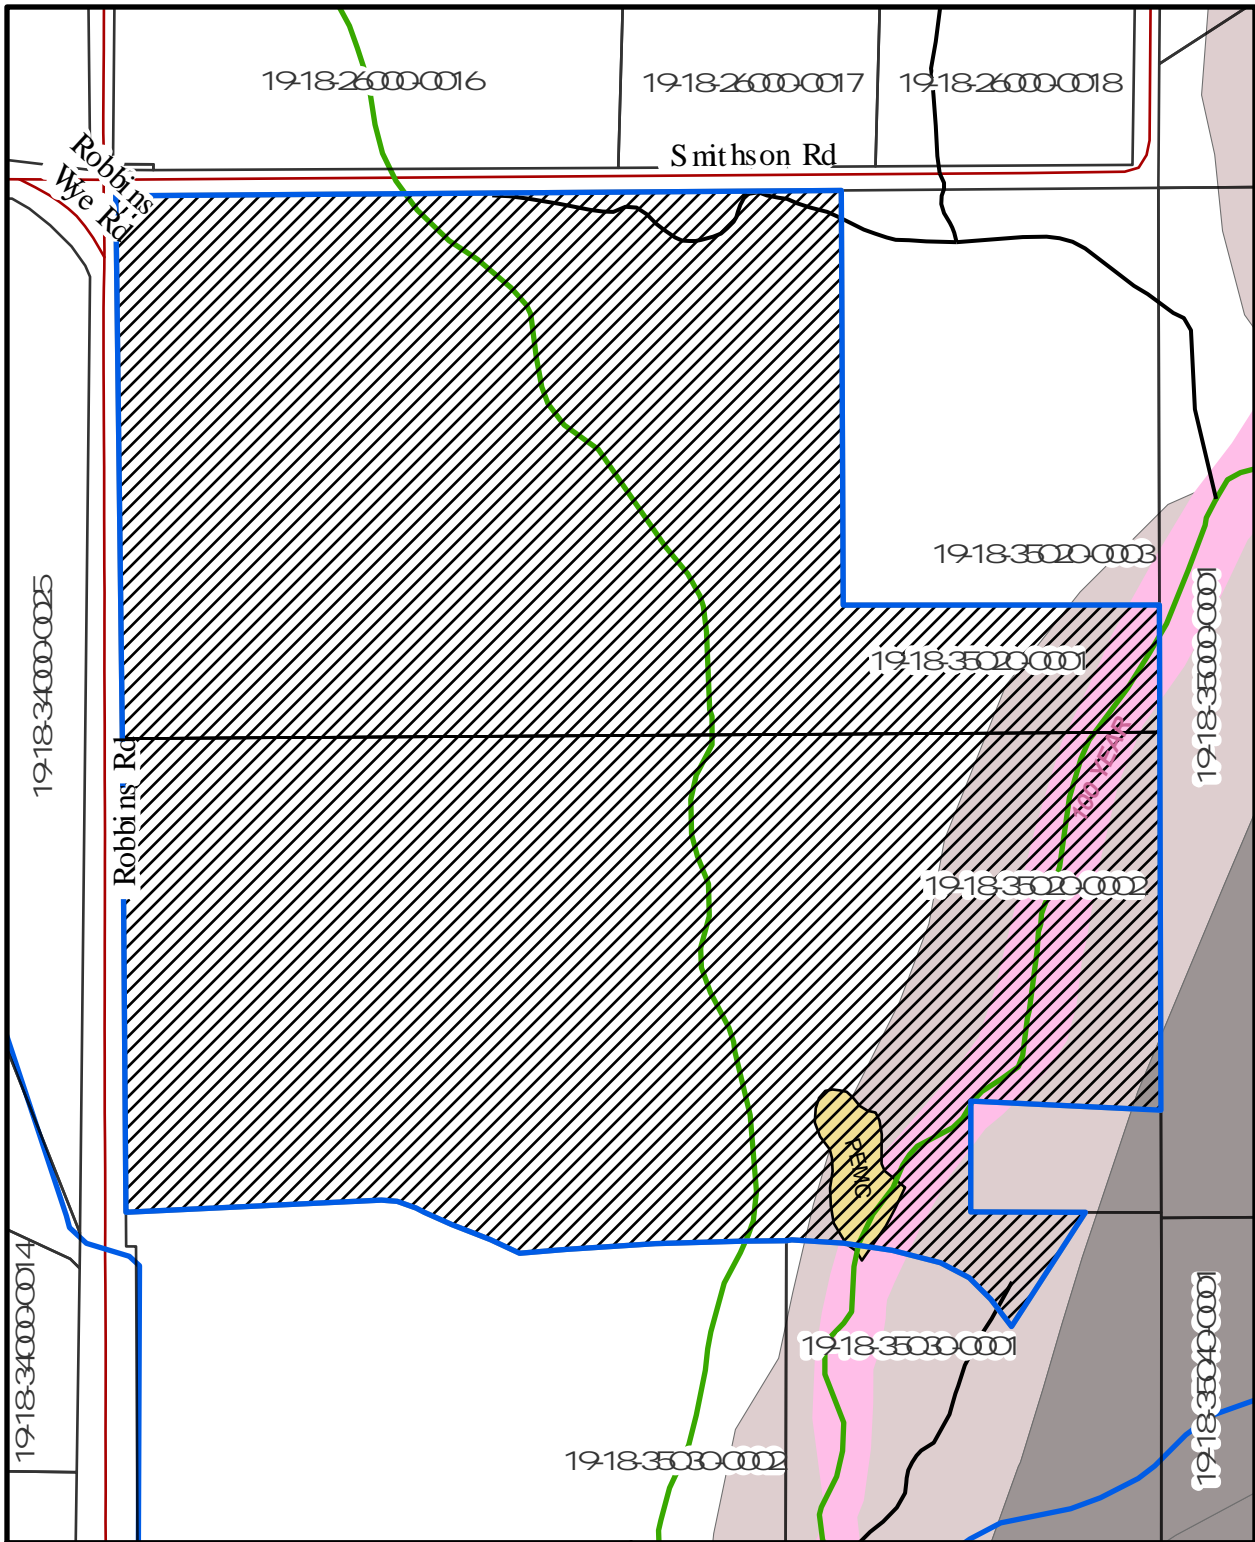 19-18-26000-0016
19-18-26000-0017
19-18-26000-0018
Smithson Rd
Robbins
Wye Rd
19-18-35020-0003
19-18-34000-0025
19-18-35000-0001
19-18-35020-0001
100 YEAR
Robbins Rd
19-18-35020-0002
PEMC
19-18-34000-0014
19-18-35030-0001
19-18-35040-0001
19-18-35030-0002